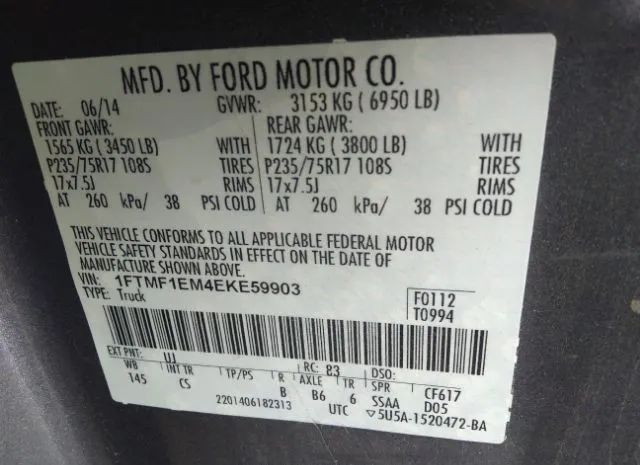 MFD. BY FORD MOTOR CO.
DATE: 06/14 GVWR: 3153 KG ( 6950 LB)
FRONT GAWR: REAR GAWR:
1565 KG ( 3450 LB) WITH 1724 KG ( 3800 LB) WITH
P235/75R17 108S TIRES P235/75R17 108S TIRES
17x7.5J RIMS 17x7.5J RIMS
AT 260 kPa/ 38 PSI COLD AT 260 kPa/ 38 PSI COLD
THIS VEHICLE CONFORMS TO ALL APPLICABLE FEDERAL MOTOR
VEHICLE SAFETY STANDARDS IN EFFECT ON THE DATE OF
MANUFACTURE SHOWN ABOVE.
VIN: 1FTMF1EM4EKE59903
TYPE: Truck
F0112
T0994
EXT PNT: UJ RC: 83 DSO:
WB INT TR TP/PS R AXLE TR SPR CF617
145 CS B B6 6 SSAA D05
2201406182313 UTC ▽5U5A-1520472-BA